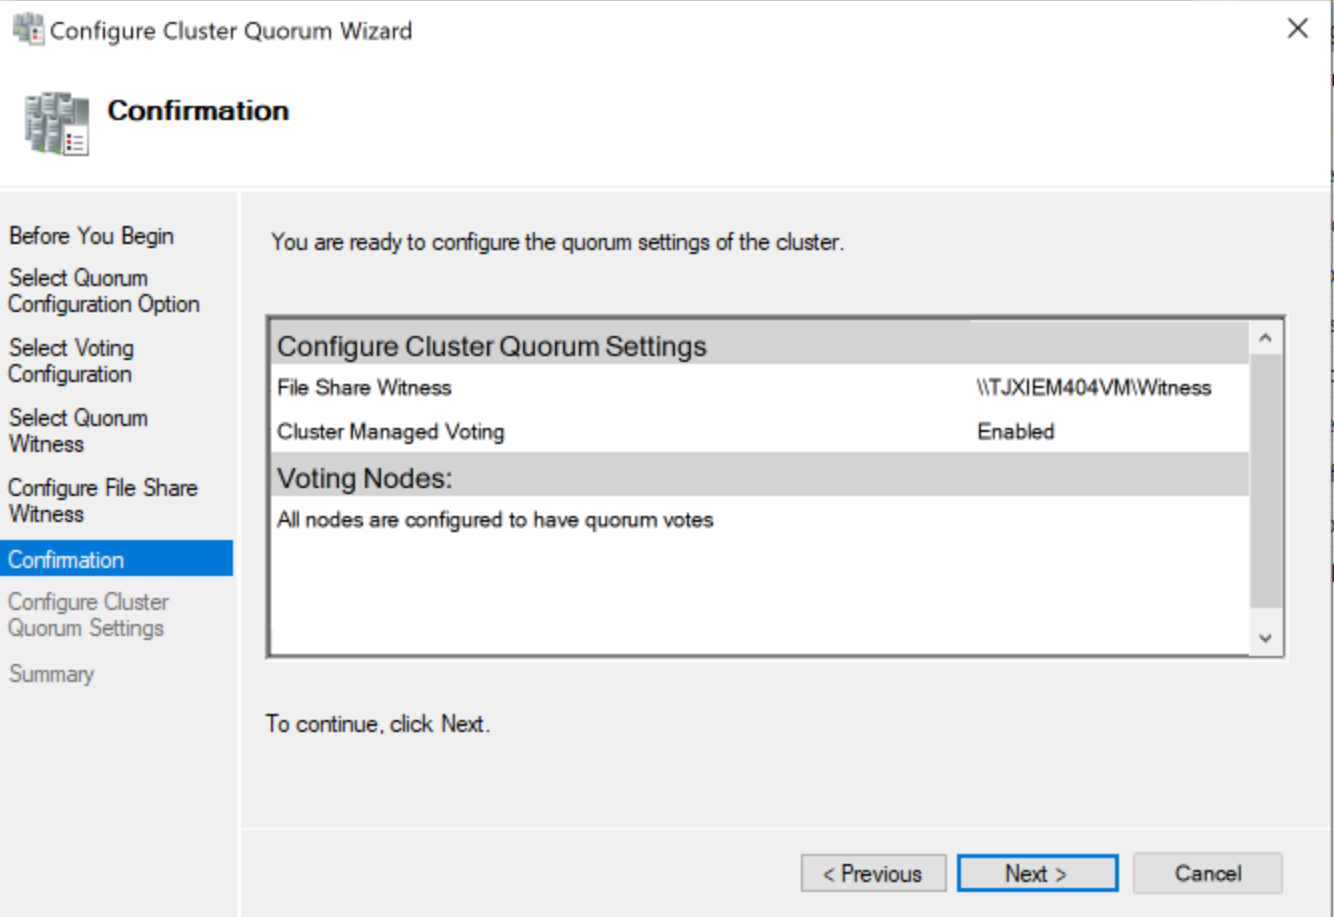 Configure Cluster Quorum Wizard
Confirmation
Before You Begin
Select Quorum
Configuration Option
Select Voting
Configuration
Select Quorum
Witness
Configure File Share
Witness
Confirmation
Configure Cluster
Quorum Settings
Summary
You are ready to configure the quorum settings of the cluster.
Configure Cluster Quorum Settings
File Share Witness \\TJXIEM404VM\Witness
Cluster Managed Voting Enabled
Voting Nodes:
All nodes are configured to have quorum votes
To continue, click Next.
< Previous Next > Cancel